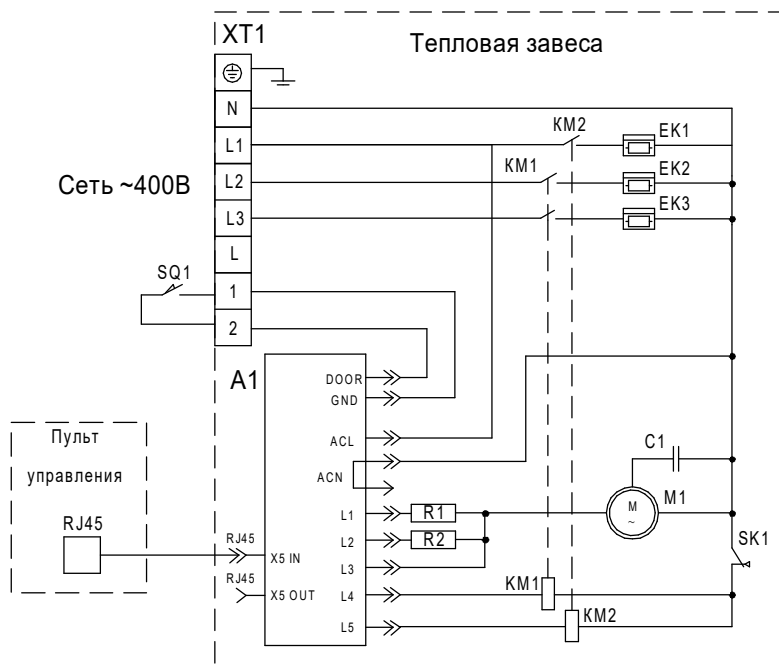 XT1
Тепловая завеса
N
L1
KM2
EK1
Сеть ~400В
L2
KM1
EK2
L3
EK3
L
SQ1
1
2
A1
DOOR
GND
Пульт
управления
ACL
C1
ACN
M1
M
~
RJ45
L1
R1
SK1
RJ45
L2
R2
X5 IN
L3
RJ45
KM1
X5 OUT
L4
KM2
L5